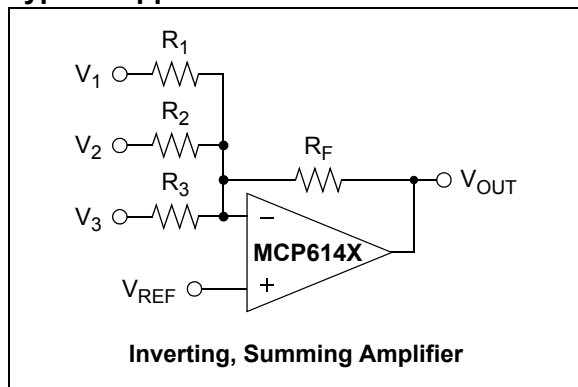 R1
V1
R2
V2
RF
VOUT
R3
V3
−
MCP614X
VREF
+
Inverting, Summing Amplifier